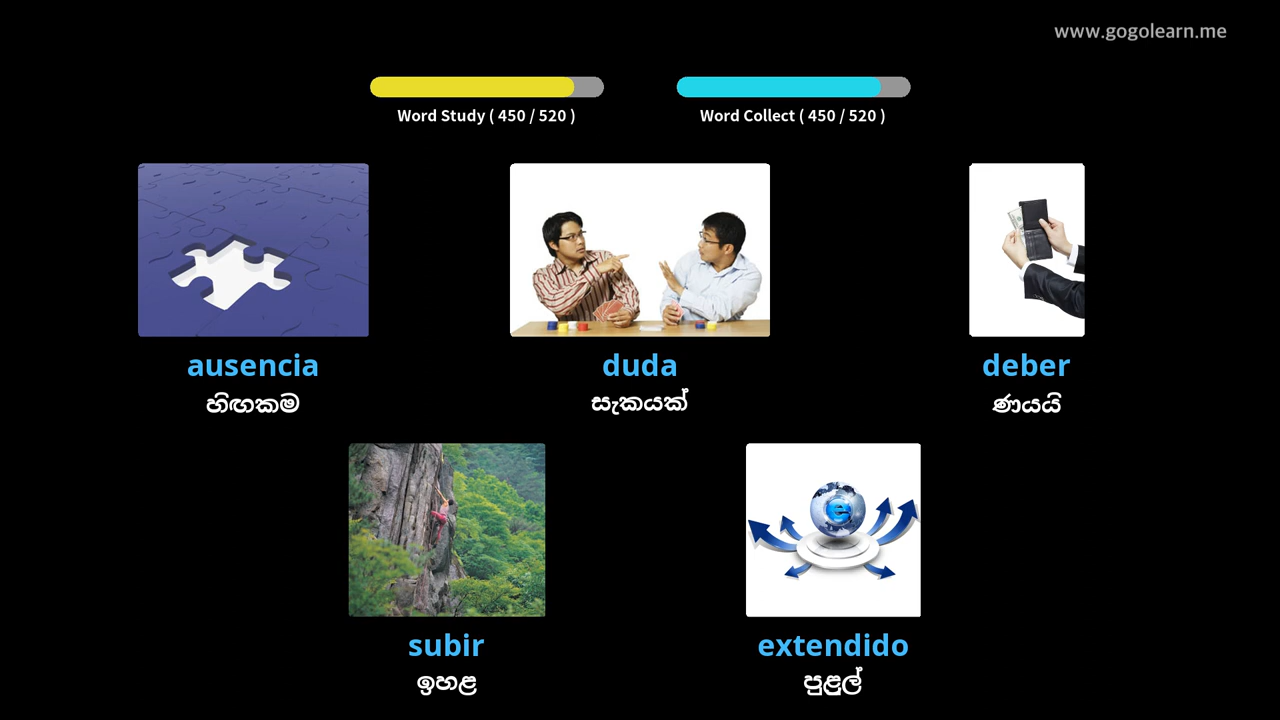 www.gogolearn.me
Word Study ( 450 / 520 )
Word Collect ( 450 / 520 )
ausencia
හිඟකම
duda
සැකයක්
deber
ණයයි
subir
ඉහළ
extendido
පුළුල්